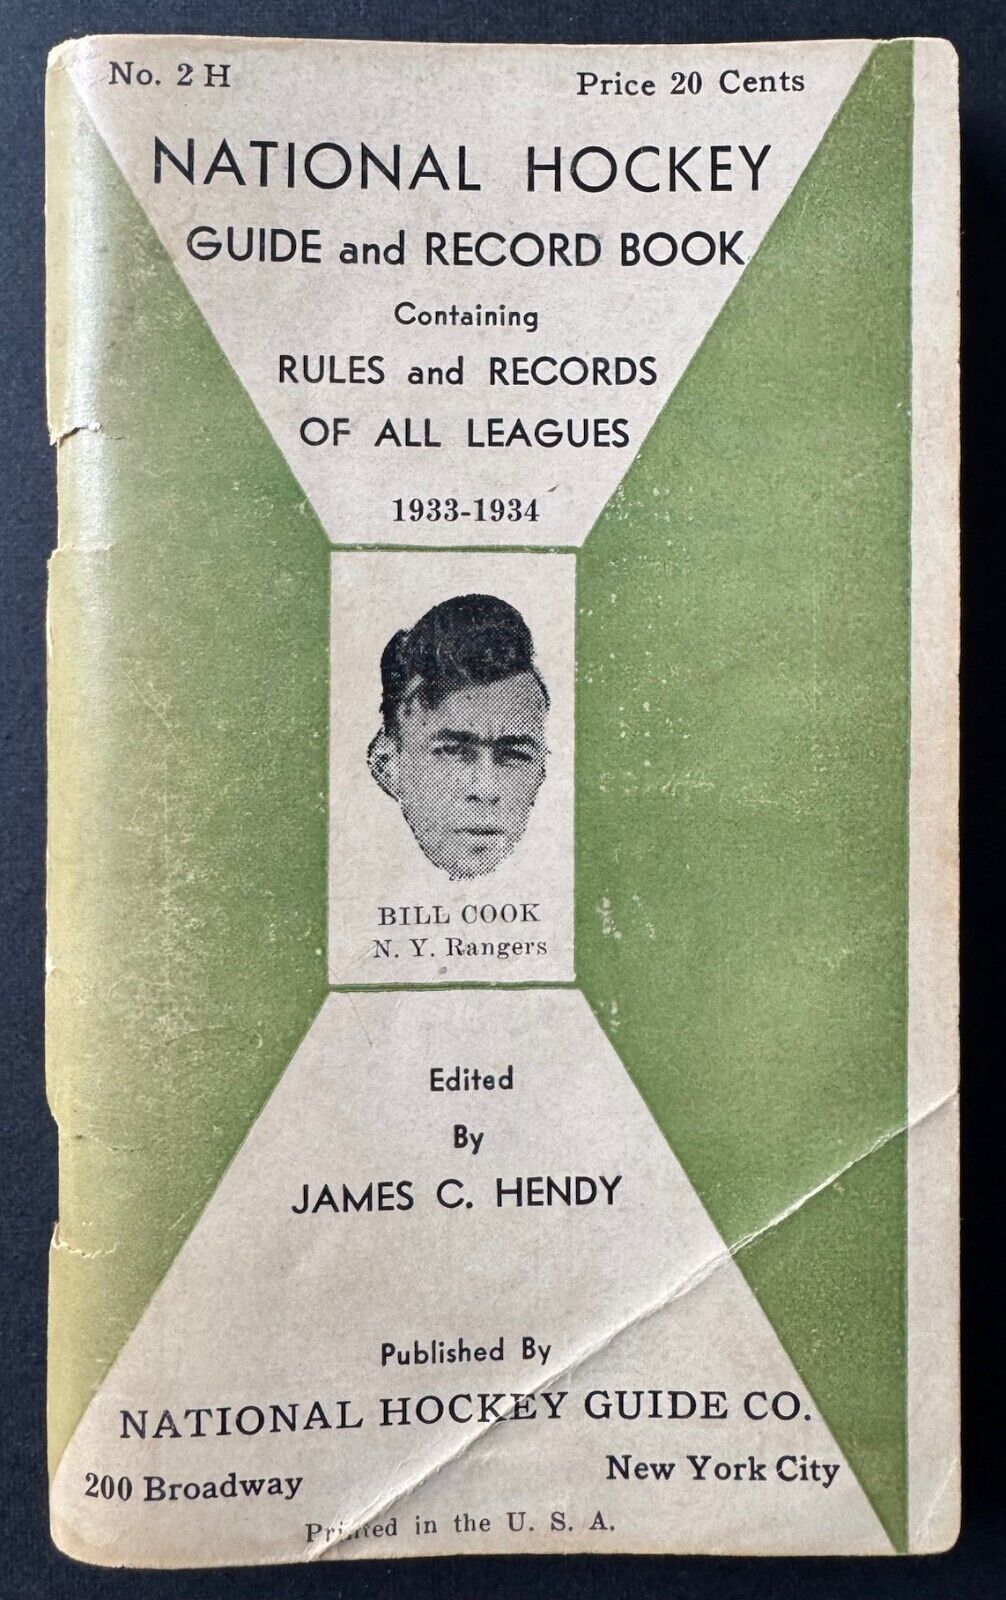 No. 2 H
Price 20 Cents
NATIONAL HOCKEY
GUIDE and RECORD BOOK
Containing
RULES and RECORDS
OF ALL LEAGUES
1933-1934
BILL COOK
N. Y. Rangers
Edited
By
JAMES C. HENDY
Published By
NATIONAL HOCKEY GUIDE CO.
200 Broadway
New York City
Printed in the U. S. A.